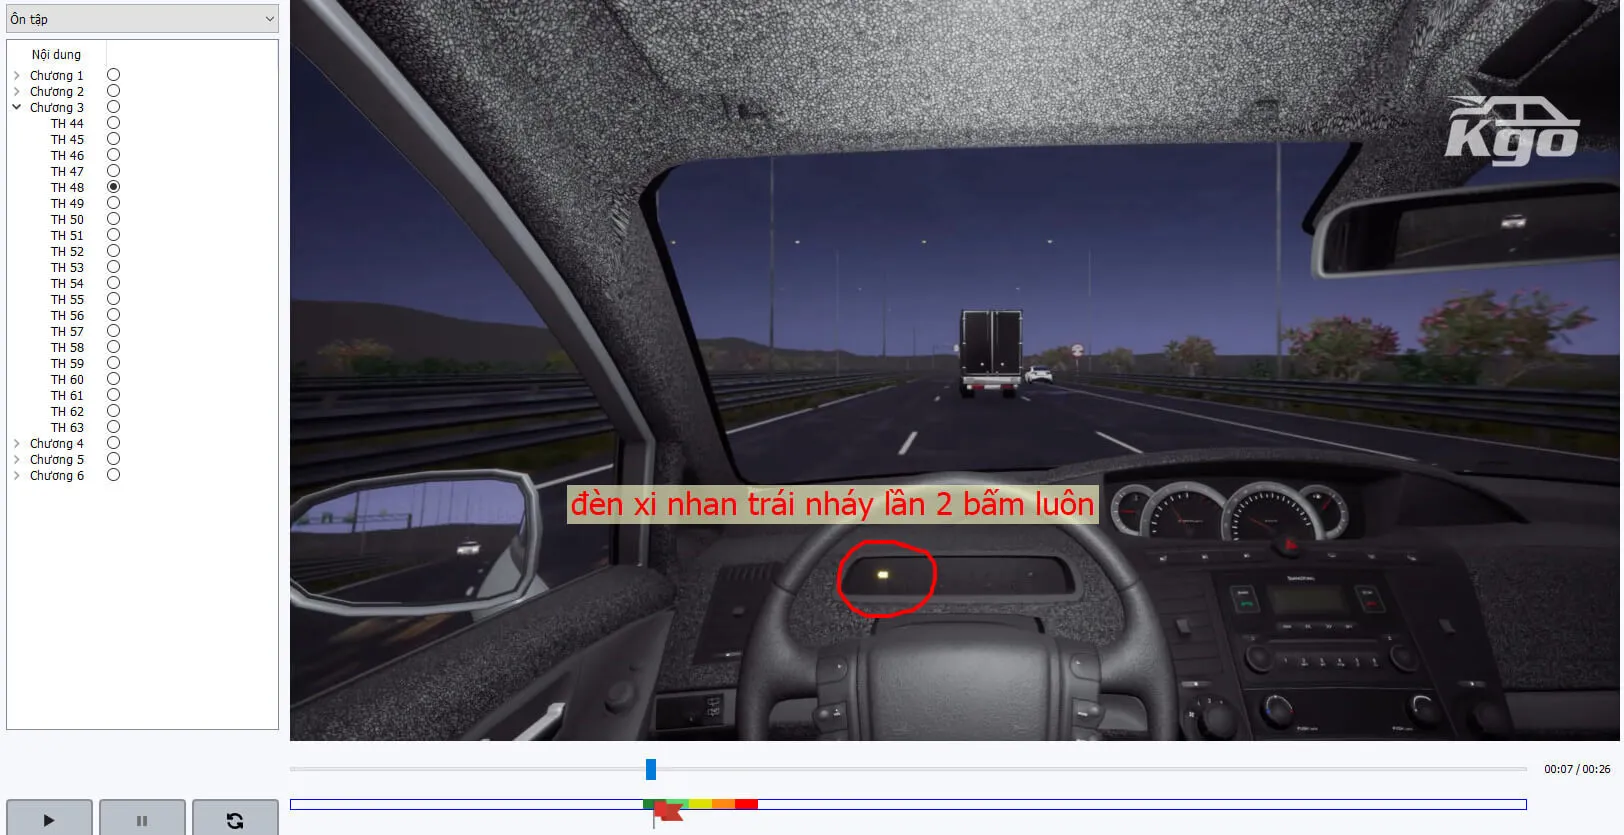 Ôn tập
Nội dung
Chương 1
Chương 2
Chương 3
TH 44
TH 45
TH 46
TH 47
TH 48
TH 49
TH 50
TH 51
TH 52
TH 53
TH 54
TH 55
TH 56
TH 57
TH 58
TH 59
TH 60
TH 61
TH 62
TH 63
Chương 4
Chương 5
Chương 6
Kgo
đèn xi nhan trái nháy lần 2 bấm luôn
00:07 / 00:26